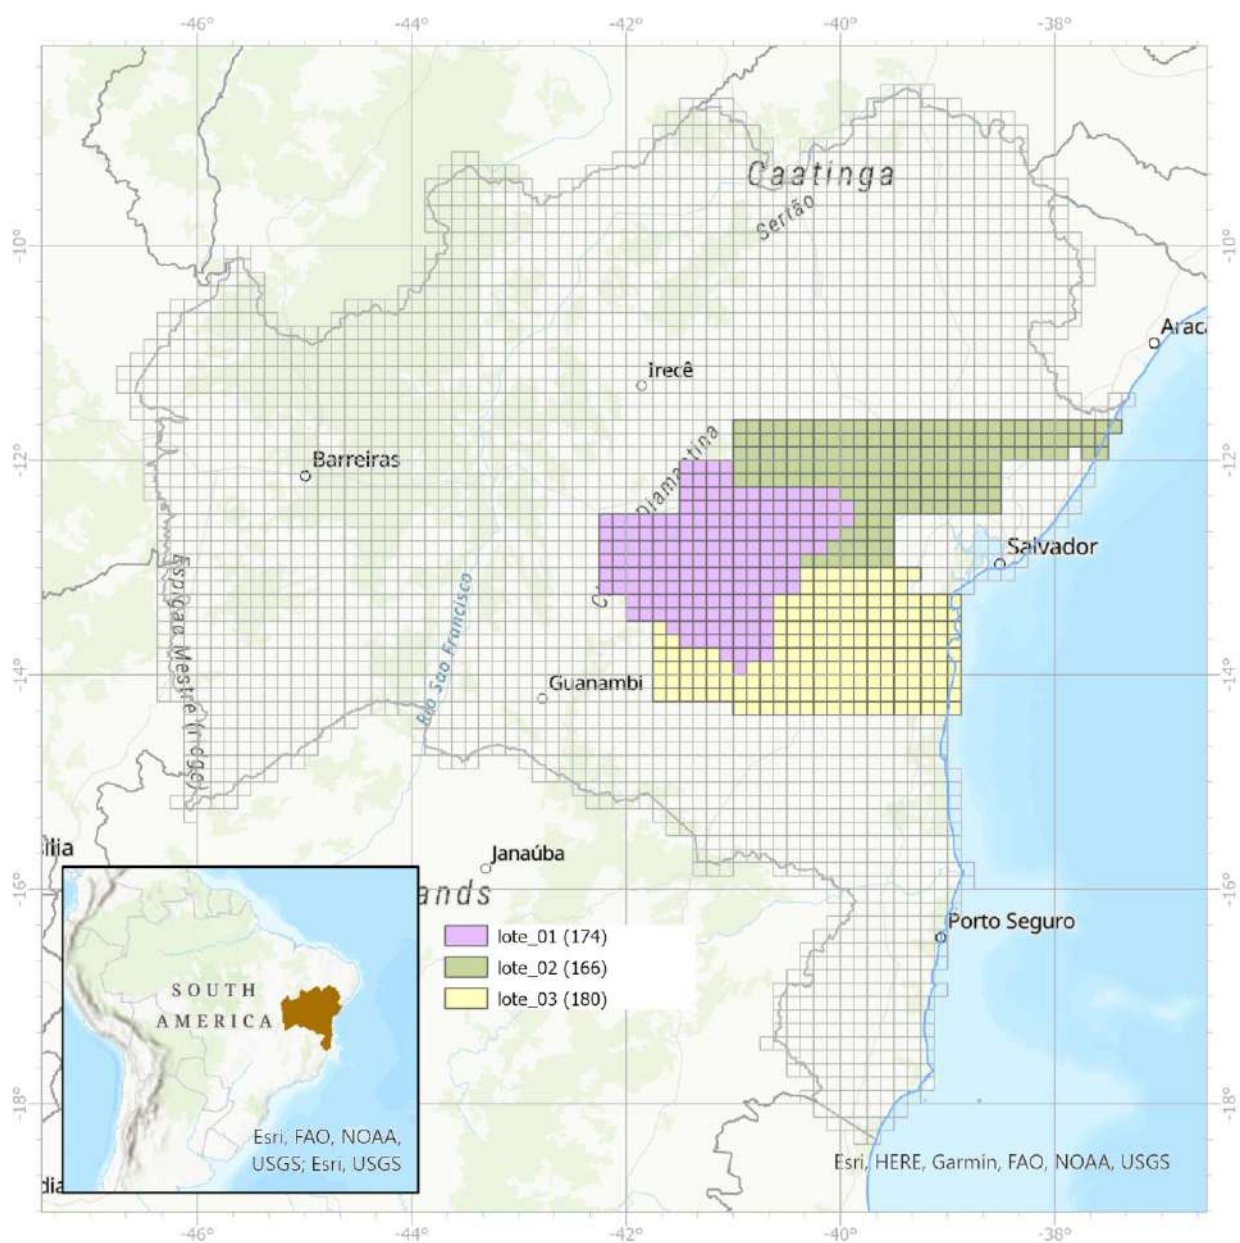 -46° -44° -42° -40° -38°
Caatinga
Sertão
-10° -10°
Arac
Irecê
-12° -12°
Barreiras
Diamantina
Salvador
C
Espigão Mestre (ridge)
Rio São Francisco
Guanambi
-14° -14°
ília
Janaúba
-16° -16°
ands
Porto Seguro
lote_01 (174)
lote_02 (166)
lote_03 (180)
SOUTH
AMERICA
-18° -18°
Esri, FAO, NOAA,
USGS; Esri, USGS
Esri, HERE, Garmin, FAO, NOAA, USGS
dia
-46° -44° -42° -40° -38°